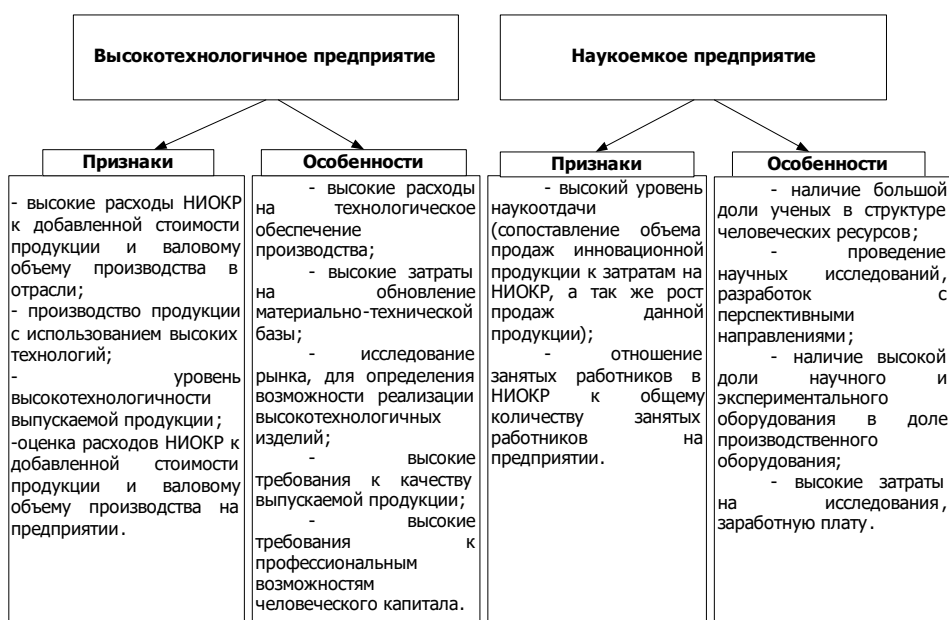 Высокотехнологичное предприятие
Наукоемкое предприятие
Признаки
- высокие расходы НИОКР
к добавленной стоимости
продукции и валовому
объему производства в
отрасли;
- производство продукции
с использованием высоких
технологий;
- уровень
высокотехнологичности
выпускаемой продукции;
-оценка расходов НИОКР к
добавленной стоимости
продукции и валовому
объему производства на
предприятии.
Особенности
- высокие расходы
на технологическое
обеспечение
производства;
- высокие затраты
на обновление
материально-технической
базы;
- исследование
рынка, для определения
возможности реализации
высокотехнологичных
изделий;
- высокие
требования к качеству
выпускаемой продукции;
- высокие
требования к
профессиональным
возможностям
человеческого капитала.
Признаки
- высокий уровень
наукоотдачи
(сопоставление объема
продаж инновационной
продукции к затратам на
НИОКР, а так же рост
продаж данной
продукции);
- отношение
занятых работников в
НИОКР к общему
количеству занятых
работников на
предприятии.
Особенности
- наличие большой
доли ученых в структуре
человеческих ресурсов;
- проведение
научных исследований,
разработок с
перспективными
направлениями;
- наличие высокой
доли научного и
экспериментального
оборудования в доле
производственного
оборудования;
- высокие затраты
на исследования,
заработную плату.